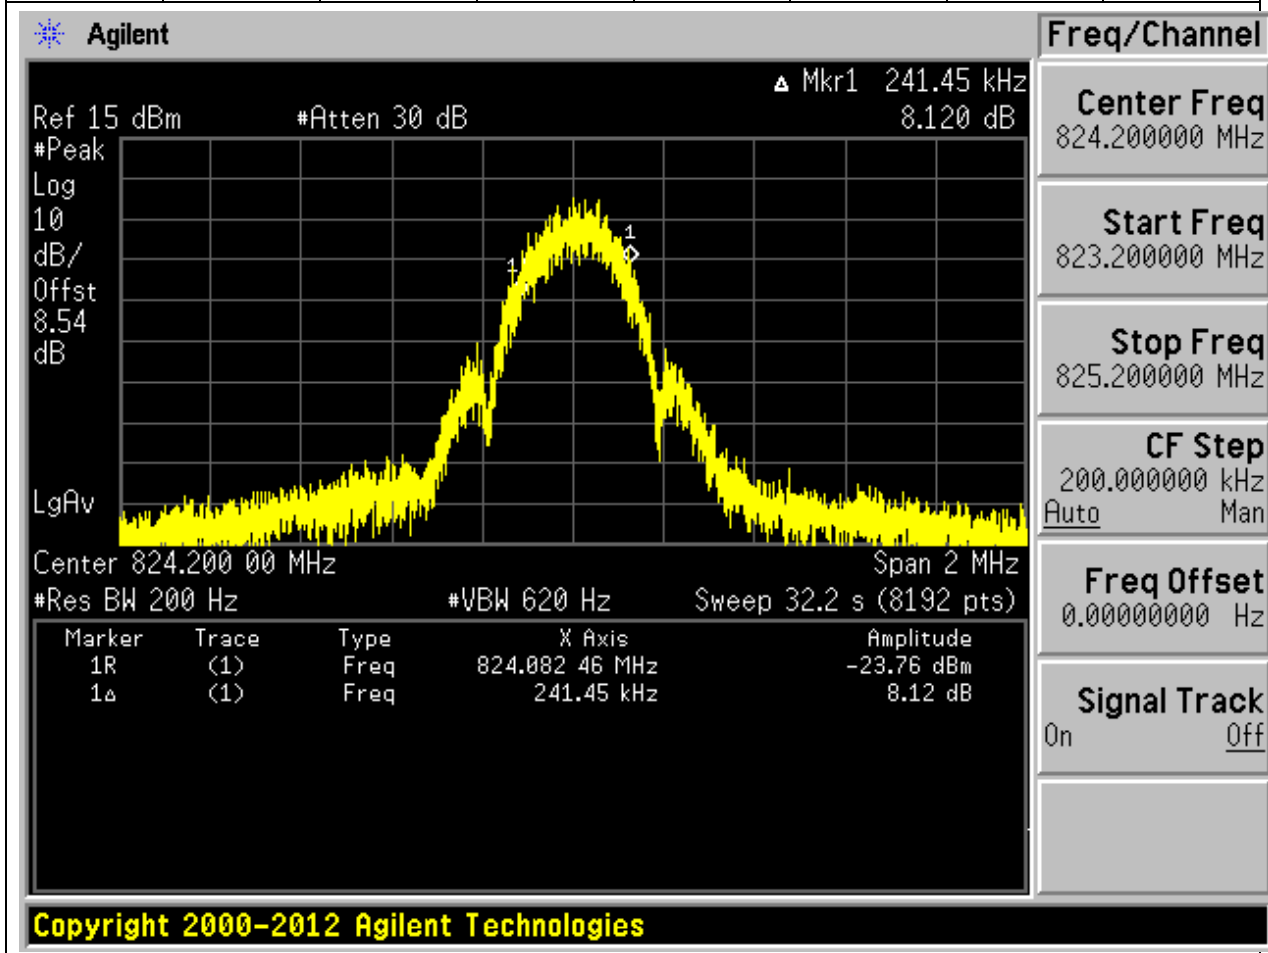 Agilent
Freq/Channel
Δ Mkr1 241.45 kHz
Ref 15 dBm #Atten 30 dB 8.120 dB
#Peak
Log
10
dB/
Offst
8.54
dB
LgAv
1
1
Center 824.200 00 MHz Span 2 MHz
#Res BW 200 Hz #VBW 620 Hz Sweep 32.2 s (8192 pts)
Marker Trace Type X Axis Amplitude
1R (1) Freq 824.082 46 MHz -23.76 dBm
1Δ (1) Freq 241.45 kHz 8.12 dB
Center Freq
824.200000 MHz
Start Freq
823.200000 MHz
Stop Freq
825.200000 MHz
CF Step
200.000000 kHz
Auto Man
Freq Offset
0.00000000 Hz
Signal Track
On Off
Copyright 2000-2012 Agilent Technologies